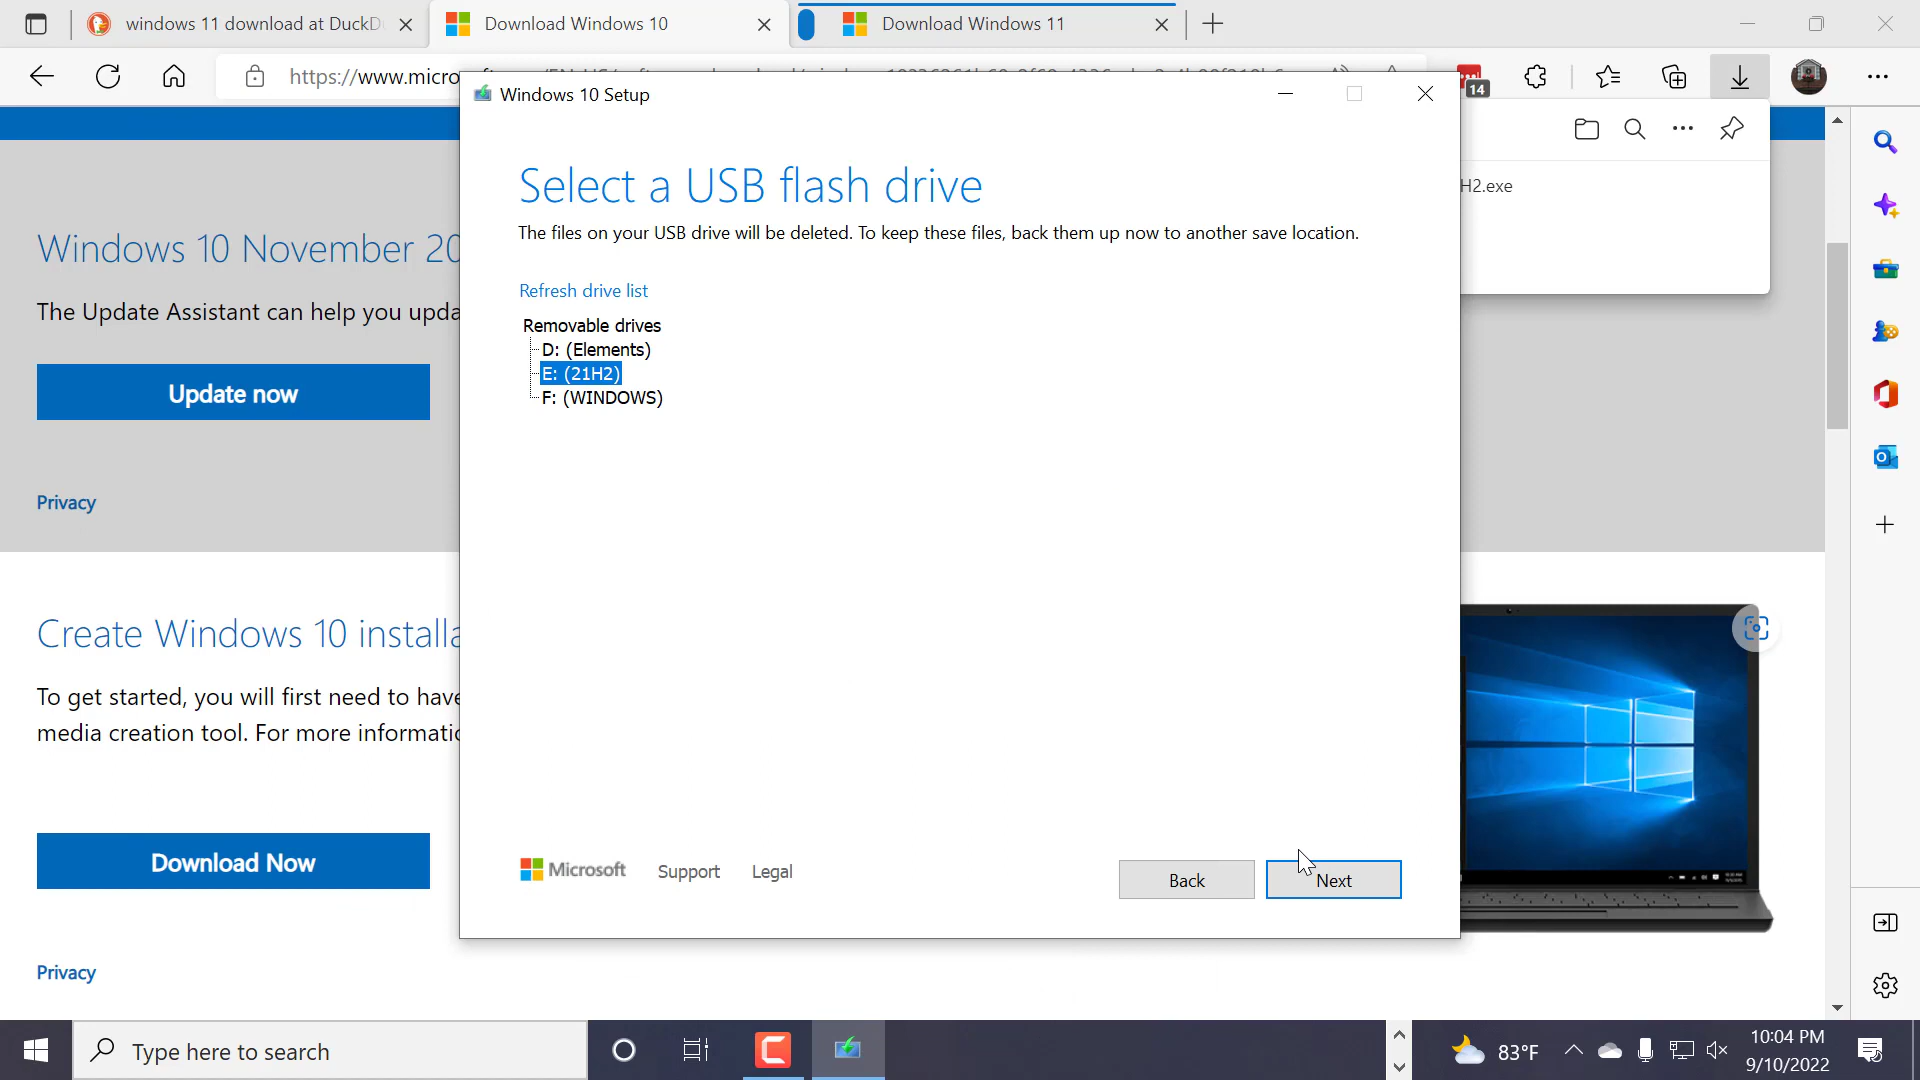 windows 11 download at DuckD
Download Windows 10
Download Windows 11
https://www.micro
14
Windows 10 Setup
H2.exe
Select a USB flash drive
The files on your USB drive will be deleted. To keep these files, back them up now to another save location.
Refresh drive list
Removable drives
D: (Elements)
E: (21H2)
F: (WINDOWS)
Microsoft
Support
Legal
Back
Next
Windows 10 November 20
The Update Assistant can help you upda
Update now
Privacy
Create Windows 10 installa
To get started, you will first need to have
media creation tool. For more informatio
Download Now
Privacy
Type here to search
83°F
10:04 PM
9/10/2022